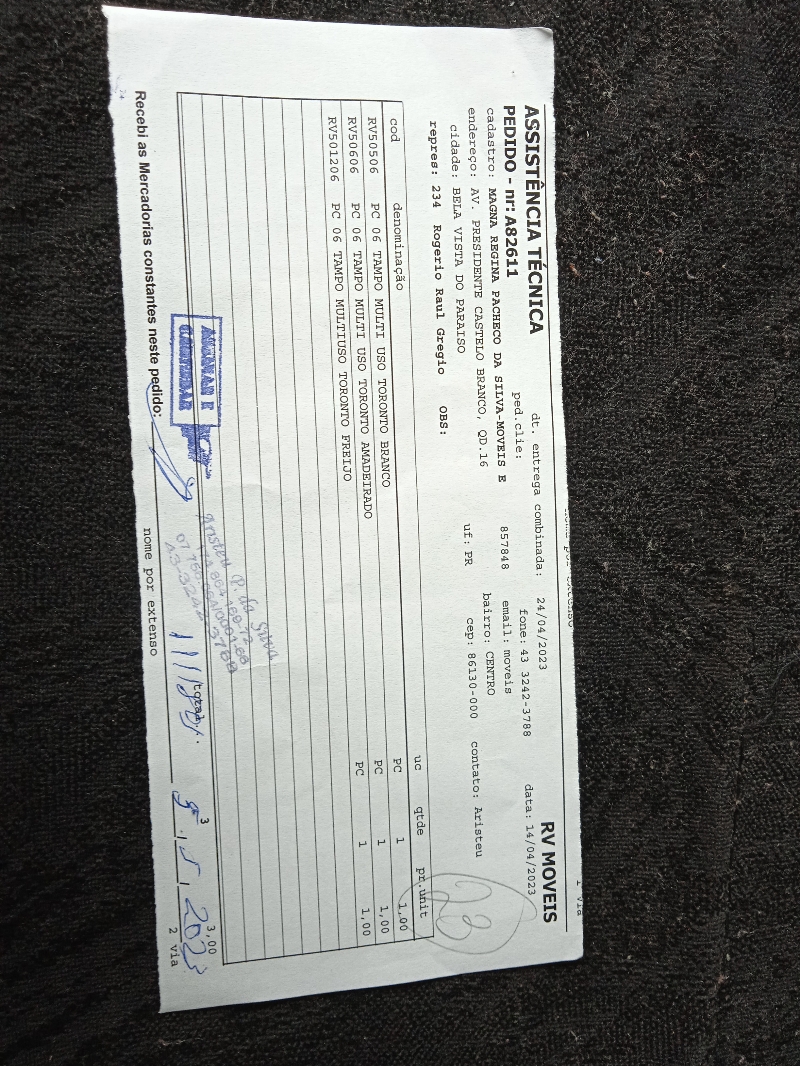 ASSISTÊNCIA TÉCNICA RV MOVEIS
PEDIDO - nr: A82611
dt. entrega combinada: 24/04/2023 data: 14/04/2023
ped.clie: fone: 43 3242-3788
cadastro: MAGNA REGINA PACHECO DA SILVA-MOVEIS E 857848 email: moveis
endereço: AV. PRESIDENTE CASTELO BRANCO, QD.16 bairro: CENTRO
cidade: BELA VISTA DO PARAISO uf: PR cep: 86130-000 contato: Aristeu
repres: 234 Rogerio Raul Gregio OBS:
23
cod denominação uc qtde pr.unit
RV50506 PC 06 TAMPO MULTI USO TORONTO BRANCO PC 1 1,00
RV50606 PC 06 TAMPO MULTI USO TORONTO AMADEIRADO PC 1 1,00
RV501206 PC 06 TAMPO MULTIUSO TORONTO FREIJO PC 1 1,00
Aristeu P. da Silva
total 3 3,00
2023
Recebi as Mercadorias constantes neste pedido:
nome por extenso
2 via